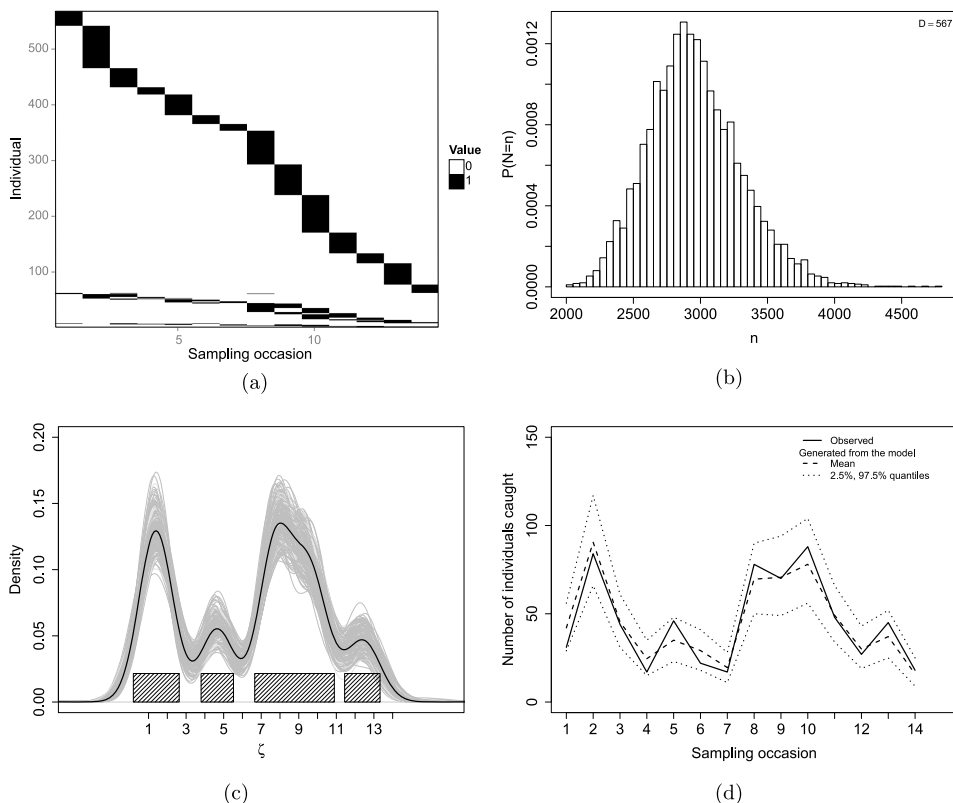 500
400
300
200
100
Individual
5
10
Sampling occasion
Value
0
1
(a)
D = 567
0.0012
0.0008
0.0004
0.0000
P(N=n)
2000
2500
3000
3500
4000
4500
n
(b)
0.20
0.15
0.10
0.05
0.00
Density
1
3
5
7
9
11
13
ζ
(c)
150
100
50
0
Number of individuals caught
Observed
Generated from the model
Mean
2.5%, 97.5% quantiles
1
2
3
4
5
6
7
8
9
10
12
14
Sampling occasion
(d)